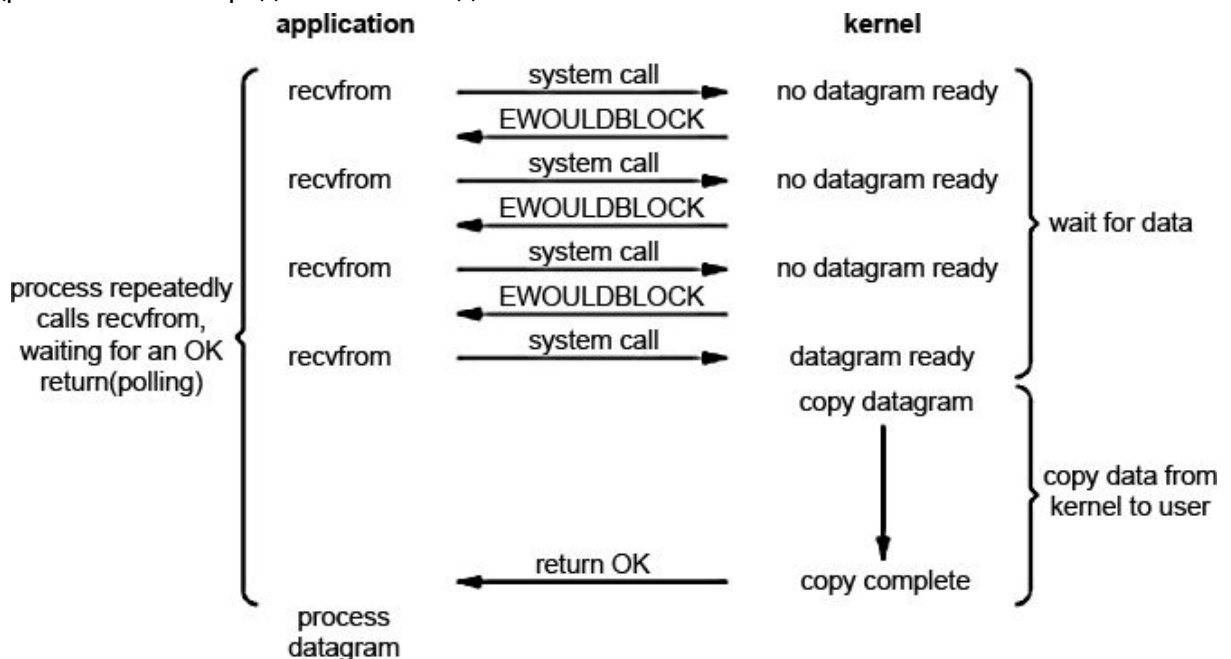 application kernel
recvfrom system call no datagram ready
EWOULDBLOCK
recvfrom system call no datagram ready
EWOULDBLOCK
wait for data
recvfrom system call no datagram ready
EWOULDBLOCK
recvfrom system call datagram ready
process repeatedly
calls recvfrom,
waiting for an OK
return(polling)
copy datagram
copy data from
kernel to user
return OK copy complete
process
datagram